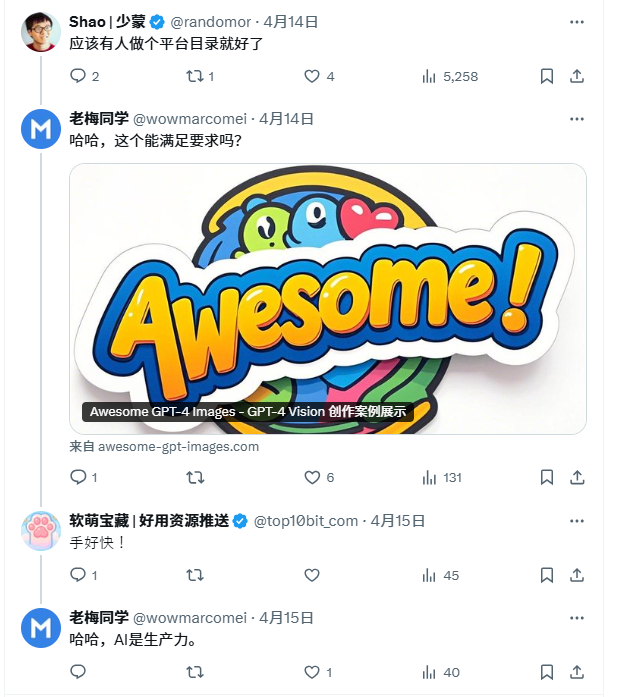 Shao | 少蒙 @randomor · 4月14日
应该有人做个平台目录就好了
2 1 4 5,258
老梅同学 @wowmarcomei · 4月14日
哈哈，这个能满足要求吗？
Awesome!
Awesome GPT-4 Images - GPT-4 Vision 创作案例展示
来自 awesome-gpt-images.com
1 6 131
软萌宝藏 | 好用资源推送 @top10bit_com · 4月15日
手好快！
1 45
老梅同学 @wowmarcomei · 4月15日
哈哈，AI是生产力。
1 40